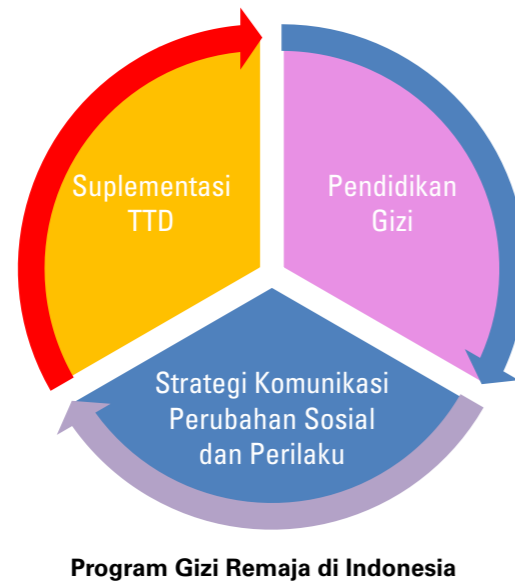 Suplementasi
TTD
Pendidikan
Gizi
Strategi Komunikasi
Perubahan Sosial
dan Perilaku
Program Gizi Remaja di Indonesia